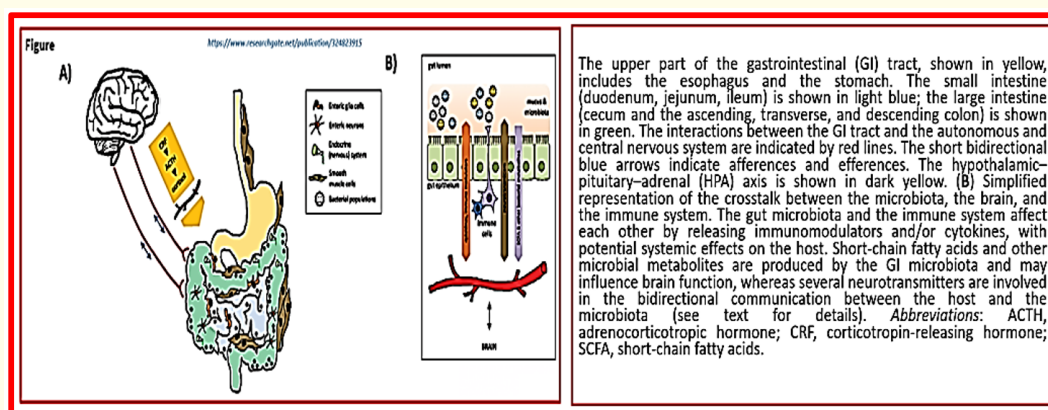 Figure
https://www.researchgate.net/publication/324823915
A)
B)
CRF
ACTH
cortisol
Enteric glia cells
Enteric neurons
Endocrine
(nervous) system
Smooth
muscle cells
Bacterial populations
gut lumen
mucus &
microbiota
gut epithelium
immune
cells
BRAIN
The upper part of the gastrointestinal (GI) tract, shown in yellow,
includes the esophagus and the stomach. The small intestine
(duodenum, jejunum, ileum) is shown in light blue; the large intestine
(cecum and the ascending, transverse, and descending colon) is shown
in green. The interactions between the GI tract and the autonomous and
central nervous system are indicated by red lines. The short bidirectional
blue arrows indicate afferences and efferences. The hypothalamic–
pituitary–adrenal (HPA) axis is shown in dark yellow. (B) Simplified
representation of the crosstalk between the microbiota, the brain, and
the immune system. The gut microbiota and the immune system affect
each other by releasing immunomodulators and/or cytokines, with
potential systemic effects on the host. Short-chain fatty acids and other
microbial metabolites are produced by the GI microbiota and may
influence brain function, whereas several neurotransmitters are involved
in the bidirectional communication between the host and the
microbiota (see text for details). Abbreviations: ACTH,
adrenocorticotropic hormone; CRF, corticotropin-releasing hormone;
SCFA, short-chain fatty acids.